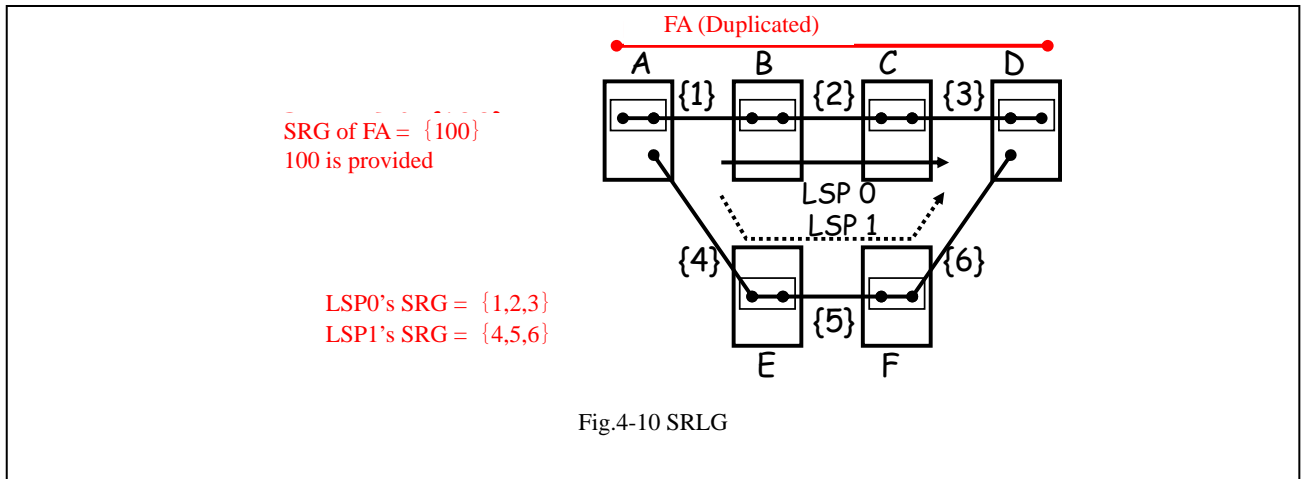 FA (Duplicated)
A B C D
{1} {2} {3}
SRG of FA = {100}
100 is provided
LSP 0
LSP 1
{4} {6}
LSP0's SRG = {1,2,3}
LSP1's SRG = {4,5,6}
{5}
E F
Fig.4-10 SRLG